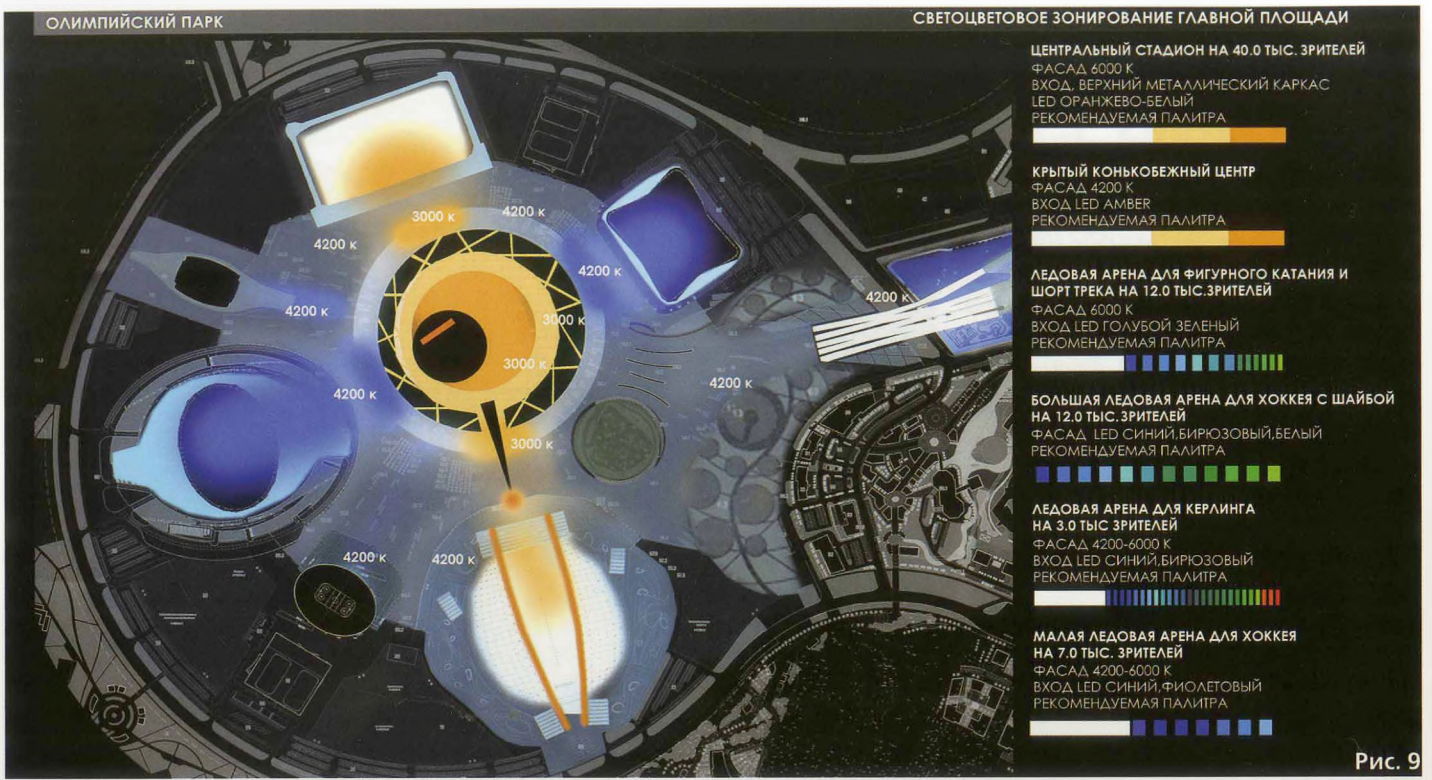 ОЛИМПИЙСКИЙ ПАРК
СВЕТОЦВЕТОВОЕ ЗОНИРОВАНИЕ ГЛАВНОЙ ПЛОЩАДИ
3000 К
4200 К
4200 К
4200 К
4200 К
4200 К
3000 К
3000 К
4200 К
4200 К
3000 К
4200 К
4200 К
ЦЕНТРАЛЬНЫЙ СТАДИОН НА 40.0 ТЫС. ЗРИТЕЛЕЙ
ФАСАД 6000 К
ВХОД, ВЕРХНИЙ МЕТАЛЛИЧЕСКИЙ КАРКАС
LED ОРАНЖЕВО-БЕЛЫЙ
РЕКОМЕНДУЕМАЯ ПАЛИТРА
КРЫТЫЙ КОНЬКОБЕЖНЫЙ ЦЕНТР
ФАСАД 4200 К
ВХОД LED AMBER
РЕКОМЕНДУЕМАЯ ПАЛИТРА
ЛЕДОВАЯ АРЕНА ДЛЯ ФИГУРНОГО КАТАНИЯ И
ШОРТ ТРЕКА НА 12.0 ТЫС.ЗРИТЕЛЕЙ
ФАСАД 6000 К
ВХОД LED ГОЛУБОЙ ЗЕЛЕНЫЙ
РЕКОМЕНДУЕМАЯ ПАЛИТРА
БОЛЬШАЯ ЛЕДОВАЯ АРЕНА ДЛЯ ХОККЕЯ С ШАЙБОЙ
НА 12.0 ТЫС.ЗРИТЕЛЕЙ
ФАСАД LED СИНИЙ,БИРЮЗОВЫЙ,БЕЛЫЙ
РЕКОМЕНДУЕМАЯ ПАЛИТРА
ЛЕДОВАЯ АРЕНА ДЛЯ КЕРЛИНГА
НА 3.0 ТЫС ЗРИТЕЛЕЙ
ФАСАД 4200-6000 К
ВХОД LED СИНИЙ,БИРЮЗОВЫЙ
РЕКОМЕНДУЕМАЯ ПАЛИТРА
МАЛАЯ ЛЕДОВАЯ АРЕНА ДЛЯ ХОККЕЯ
НА 7.0 ТЫС. ЗРИТЕЛЕЙ
ФАСАД 4200-6000 К
ВХОД LED СИНИЙ,ФИОЛЕТОВЫЙ
РЕКОМЕНДУЕМАЯ ПАЛИТРА
Рис. 9